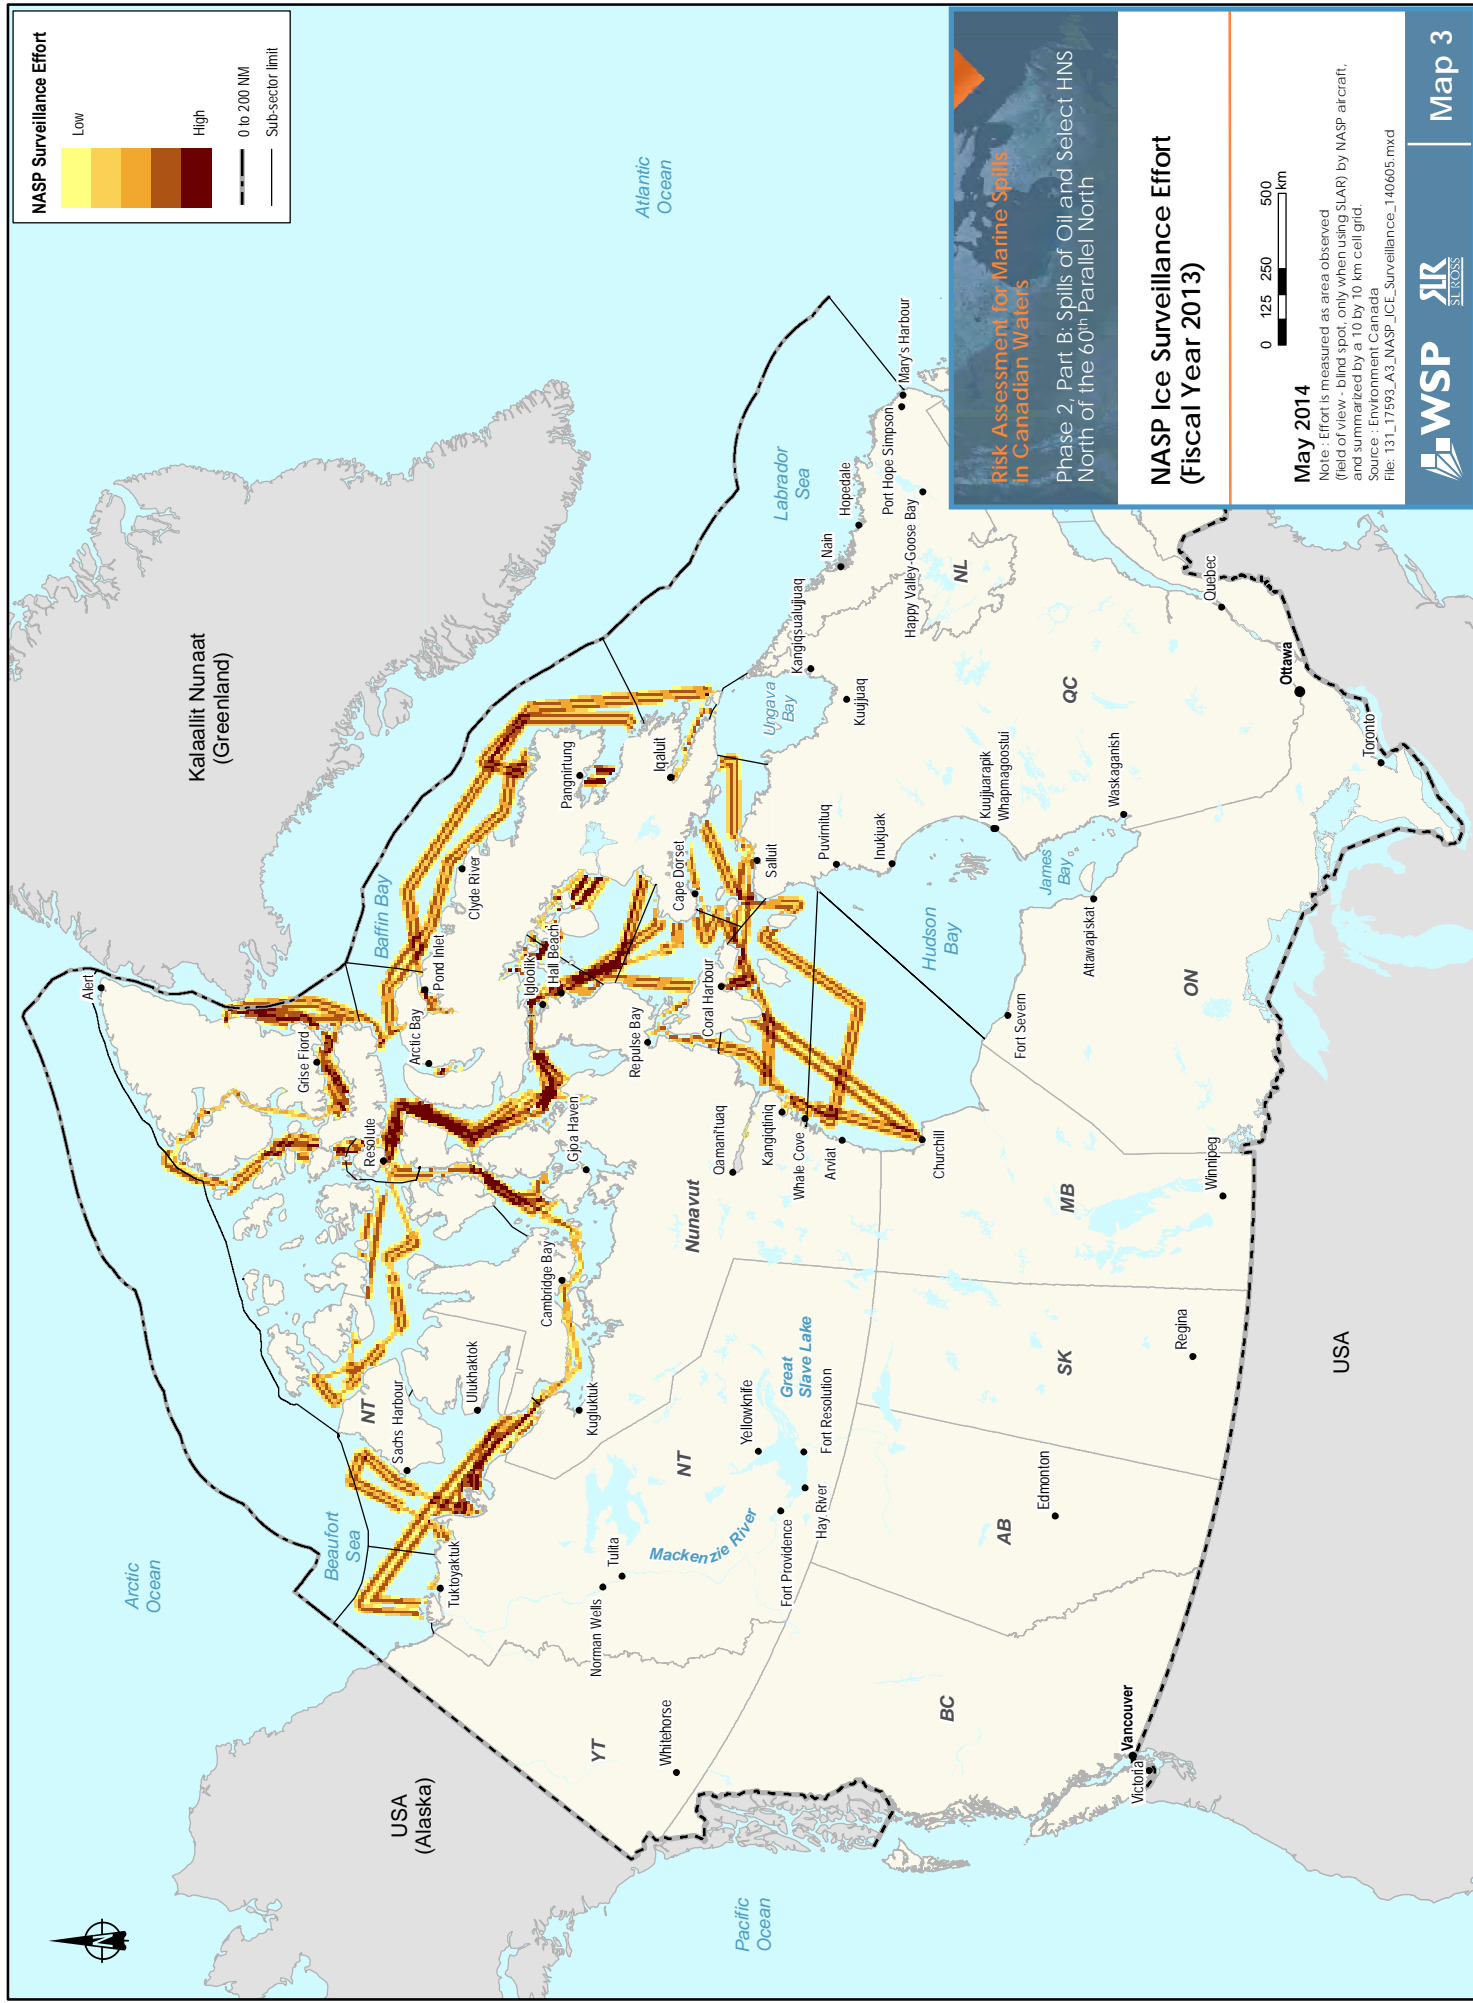 NASP Surveillance Effort
Low
High
0 to 200 NM
Sub-sector limit
Arctic
Ocean
Beaufort
Sea
Baffin Bay
Atlantic
Ocean
Labrador
Sea
Ungava
Bay
Hudson
Bay
James
Bay
Pacific
Ocean
Great
Slave Lake
Mackenzie River
Kalaallit Nunaat
(Greenland)
USA
(Alaska)
USA
Alert
Grise Fiord
Resolute
Arctic Bay
Pond Inlet
Clyde River
Pangnirtung
Iqaluit
Igloolik
Hall Beach
Cape Dorset
Coral Harbour
Repulse Bay
Gjoa Haven
Cambridge Bay
Kugluktuk
Ulukhaktok
Sachs Harbour
Tuktoyaktuk
Norman Wells
Tulita
Whitehorse
Yellowknife
Fort Resolution
Hay River
Fort Providence
Qamani'tuaq
Kangiqtiniq
Whale Cove
Arviat
Churchill
Salluit
Puvirnituq
Inukjuak
Kuujjuarapik
Whapmagoostui
Waskaganish
Attawapiskat
Fort Severn
Kuujjuaq
Kangiqsualujjuaq
Nain
Hopedale
Happy Valley-Goose Bay
Port Hope Simpson
Mary's Harbour
Quebec
Ottawa
Toronto
Winnipeg
Regina
Edmonton
Vancouver
Victoria
YT
NT
NT
Nunavut
BC
AB
SK
MB
ON
QC
NL
N
Risk Assessment for Marine Spills
in Canadian Waters
Phase 2, Part B: Spills of Oil and Select HNS
North of the 60th Parallel North
NASP Ice Surveillance Effort
(Fiscal Year 2013)
0 125 250 500
km
May 2014
Note : Effort is measured as area observed
(field of view - blind spot, only when using SLAR) by NASP aircraft,
and summarized by a 10 by 10 km cell grid.
Source : Environment Canada
File: 131_17593_A3_NASP_ICE_Surveillance_140605.mxd
WSP
SLR
SL ROSS
Map 3